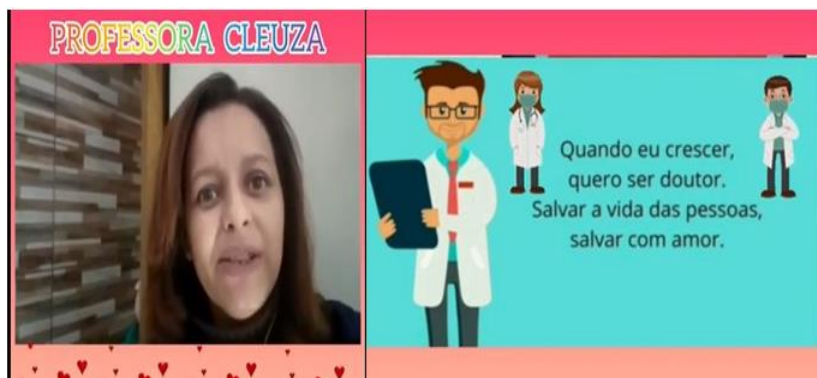 PROFESSORA CLEUZA
Quando eu crescer,
quero ser doutor.
Salvar a vida das pessoas,
salvar com amor.